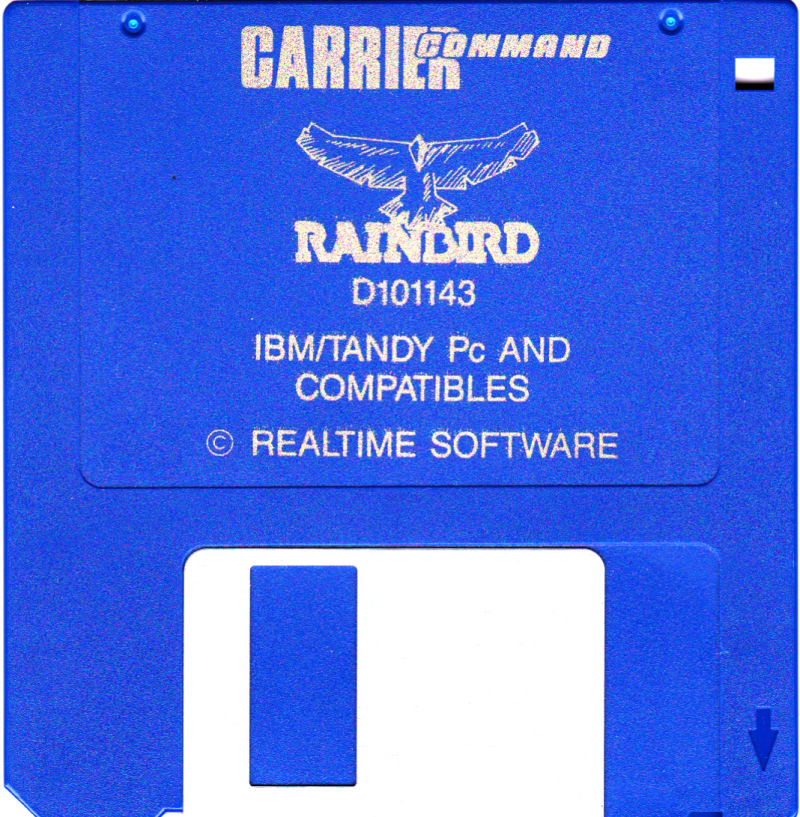 CARRIER COMMAND
RAINBIRD
D101143
IBM/TANDY Pc AND
COMPATIBLES
© REALTIME SOFTWARE